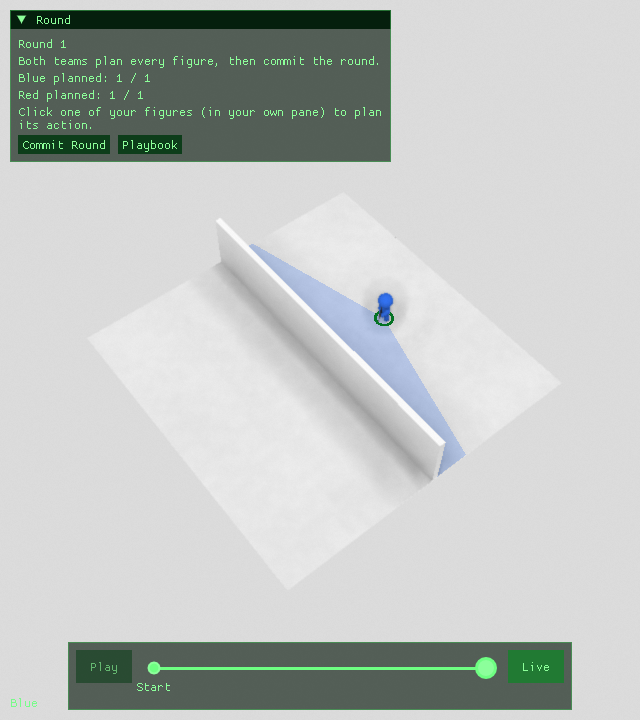 Round
Round 1
Both teams plan every figure, then commit the round.
Blue planned: 1 / 1
Red planned: 1 / 1
Click one of your figures (in your own pane) to plan
its action.
Commit Round Playbook
Play
Live
Start
Blue